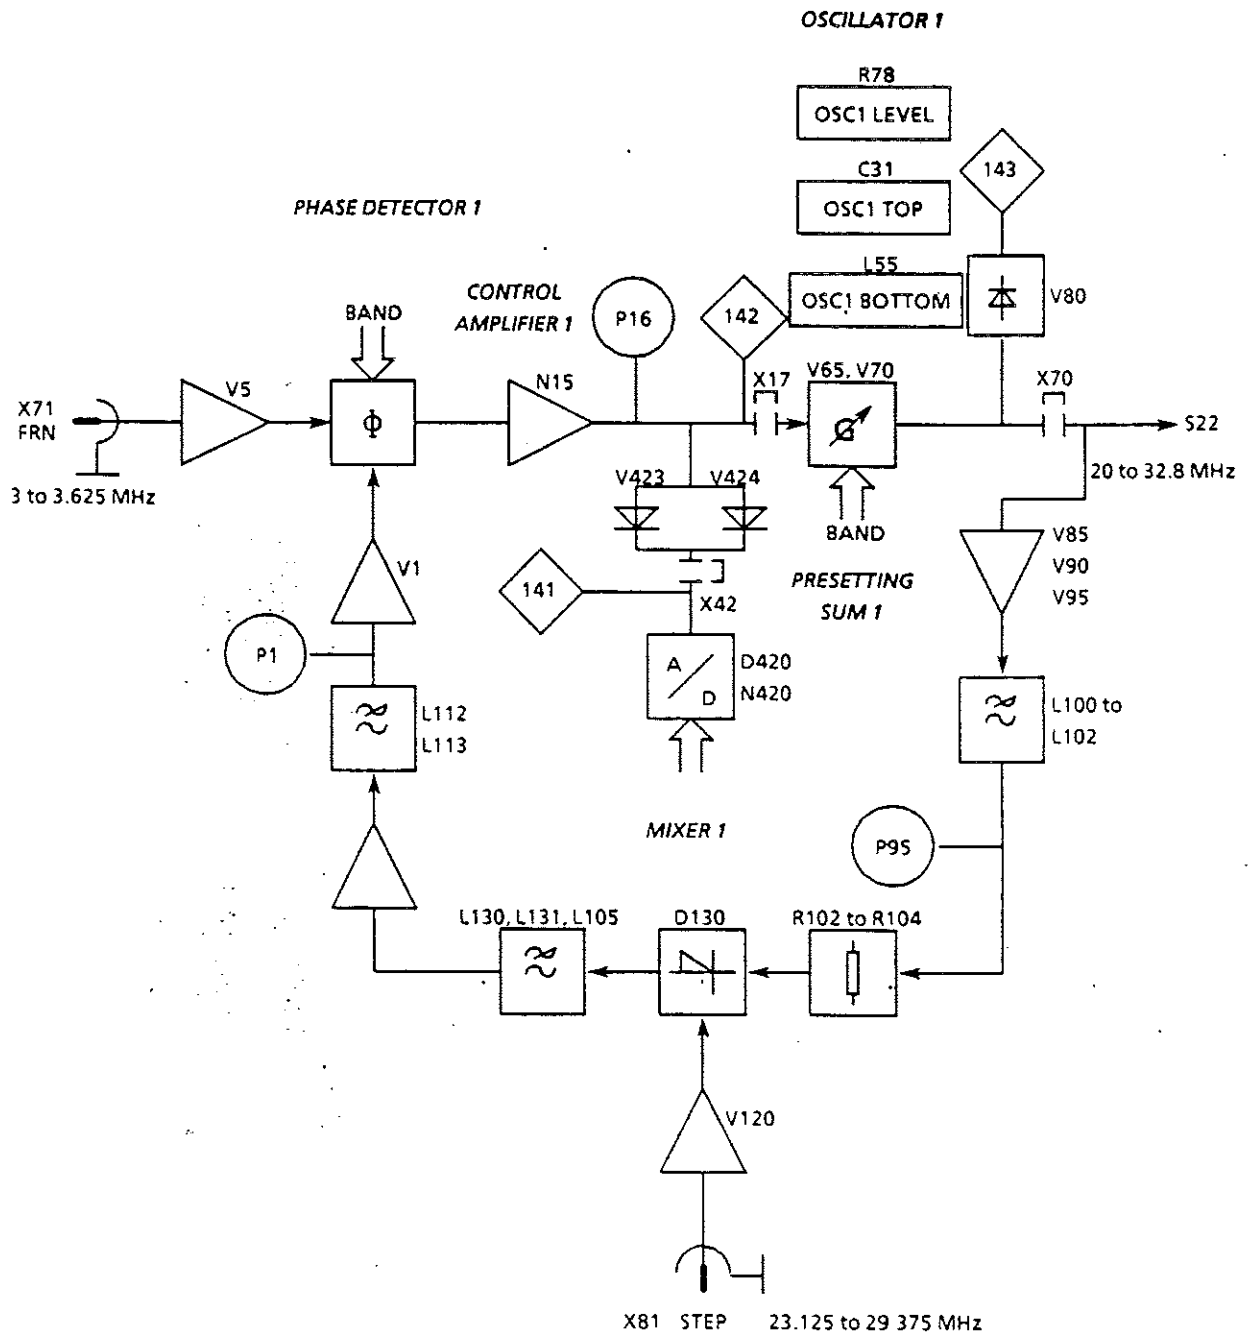 OSCILLATOR 1
R78
OSC1 LEVEL
C31
OSC1 TOP
143
PHASE DETECTOR 1
L55
OSC1 BOTTOM
V80
CONTROL
AMPLIFIER 1
P16
142
BAND
X71
FRN
V5
Φ
N15
X17
V65, V70
G
X70
S22
3 to 3.625 MHz
20 to 32.8 MHz
V423
V424
BAND
V85
V90
V95
V1
141
X42
PRESETTING
SUM 1
P1
A
D
D420
N420
L112
L113
L100 to
L102
MIXER 1
P95
L130, L131, L105
D130
R102 to R104
V120
X81 STEP 23.125 to 29 375 MHz